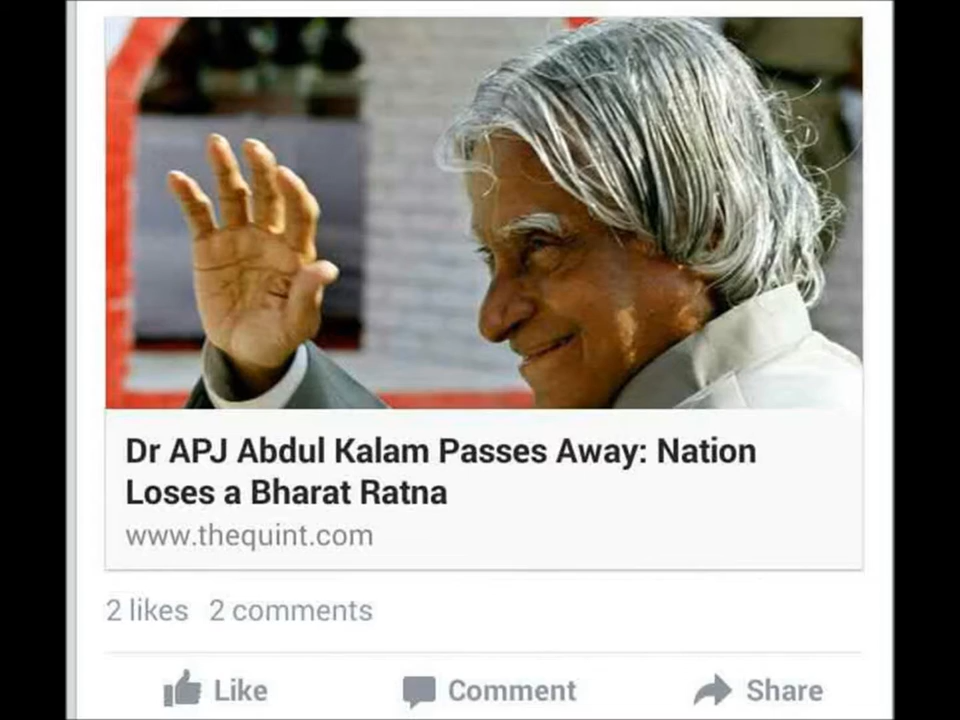 Dr APJ Abdul Kalam Passes Away: Nation
Loses a Bharat Ratna
www.thequint.com
2 likes 2 comments
Like Comment Share